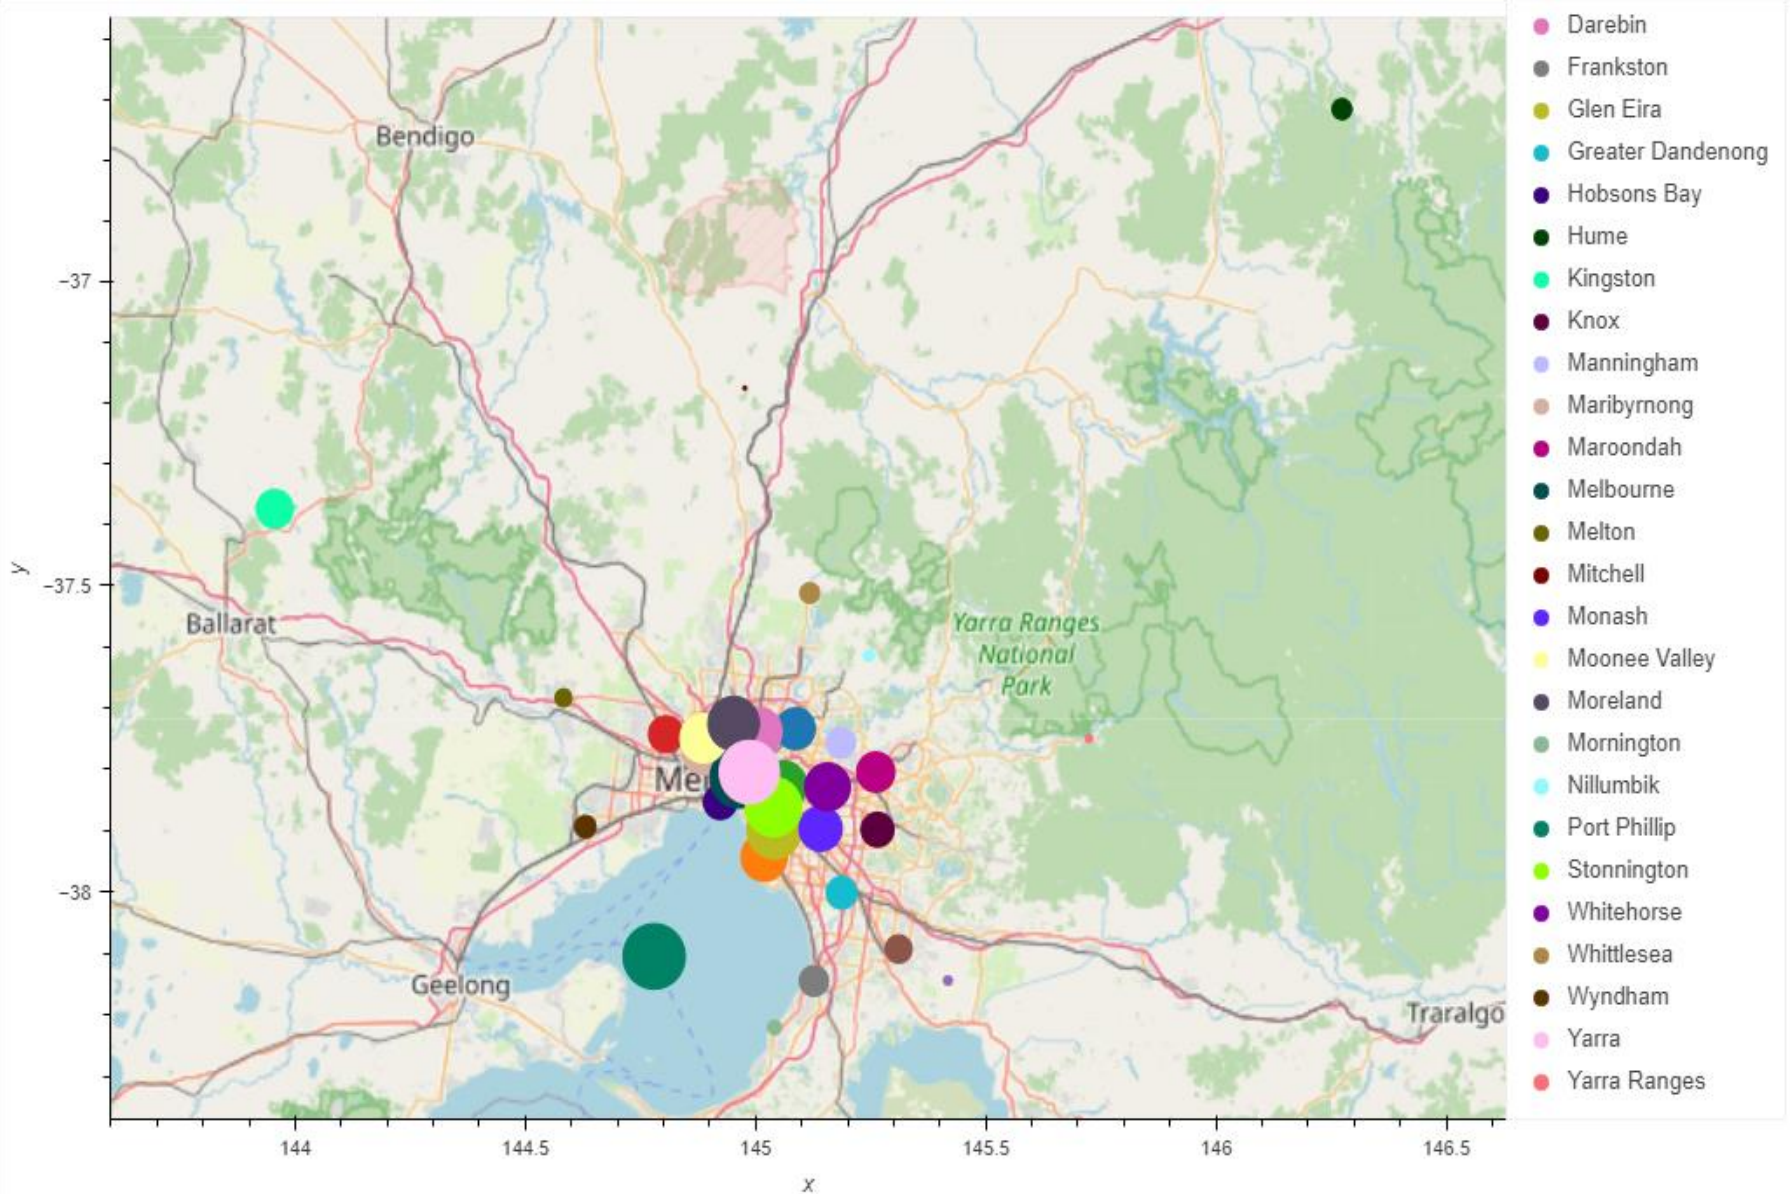 Bendigo
Ballarat
Geelong
Yarra Ranges
National
Park
Me
Traralgo
y
-37
-37.5
-38
144
144.5
145
145.5
146
146.5
x
Darebin
Frankston
Glen Eira
Greater Dandenong
Hobsons Bay
Hume
Kingston
Knox
Manningham
Maribyrnong
Maroondah
Melbourne
Melton
Mitchell
Monash
Moonee Valley
Moreland
Mornington
Nillumbik
Port Phillip
Stonnington
Whitehorse
Whittlesea
Wyndham
Yarra
Yarra Ranges